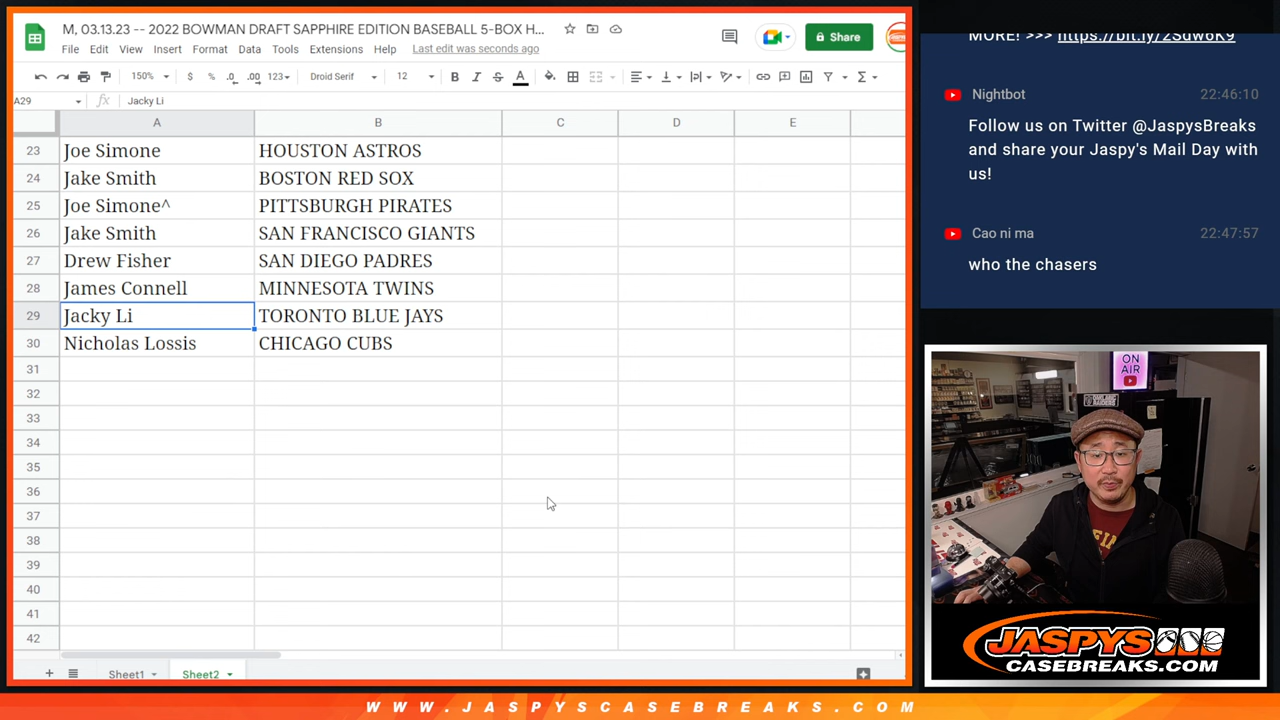 M, 03.13.23 -- 2022 BOWMAN DRAFT SAPPHIRE EDITION BASEBALL 5-BOX H...
File Edit View Insert Format Data Tools Extensions Help Last edit was seconds ago
Share
150% $ % .0 .00 123 Droid Serif 12 B I S A
A29 fx Jacky Li
A B C D E
23 Joe Simone HOUSTON ASTROS
24 Jake Smith BOSTON RED SOX
25 Joe Simone^ PITTSBURGH PIRATES
26 Jake Smith SAN FRANCISCO GIANTS
27 Drew Fisher SAN DIEGO PADRES
28 James Connell MINNESOTA TWINS
29 Jacky Li TORONTO BLUE JAYS
30 Nicholas Lossis CHICAGO CUBS
31
32
33
34
35
36
37
38
39
40
41
42
Sheet1 Sheet2
MORE! >>> https://bit.ly/2Sdw6K9
Nightbot 22:46:10
Follow us on Twitter @JaspysBreaks
and share your Jaspy's Mail Day with
us!
Cao ni ma 22:47:57
who the chasers
ON
AIR
JASPYS
CASEBREAKS.COM
WWW.JASPYSCASEBREAKS.COM